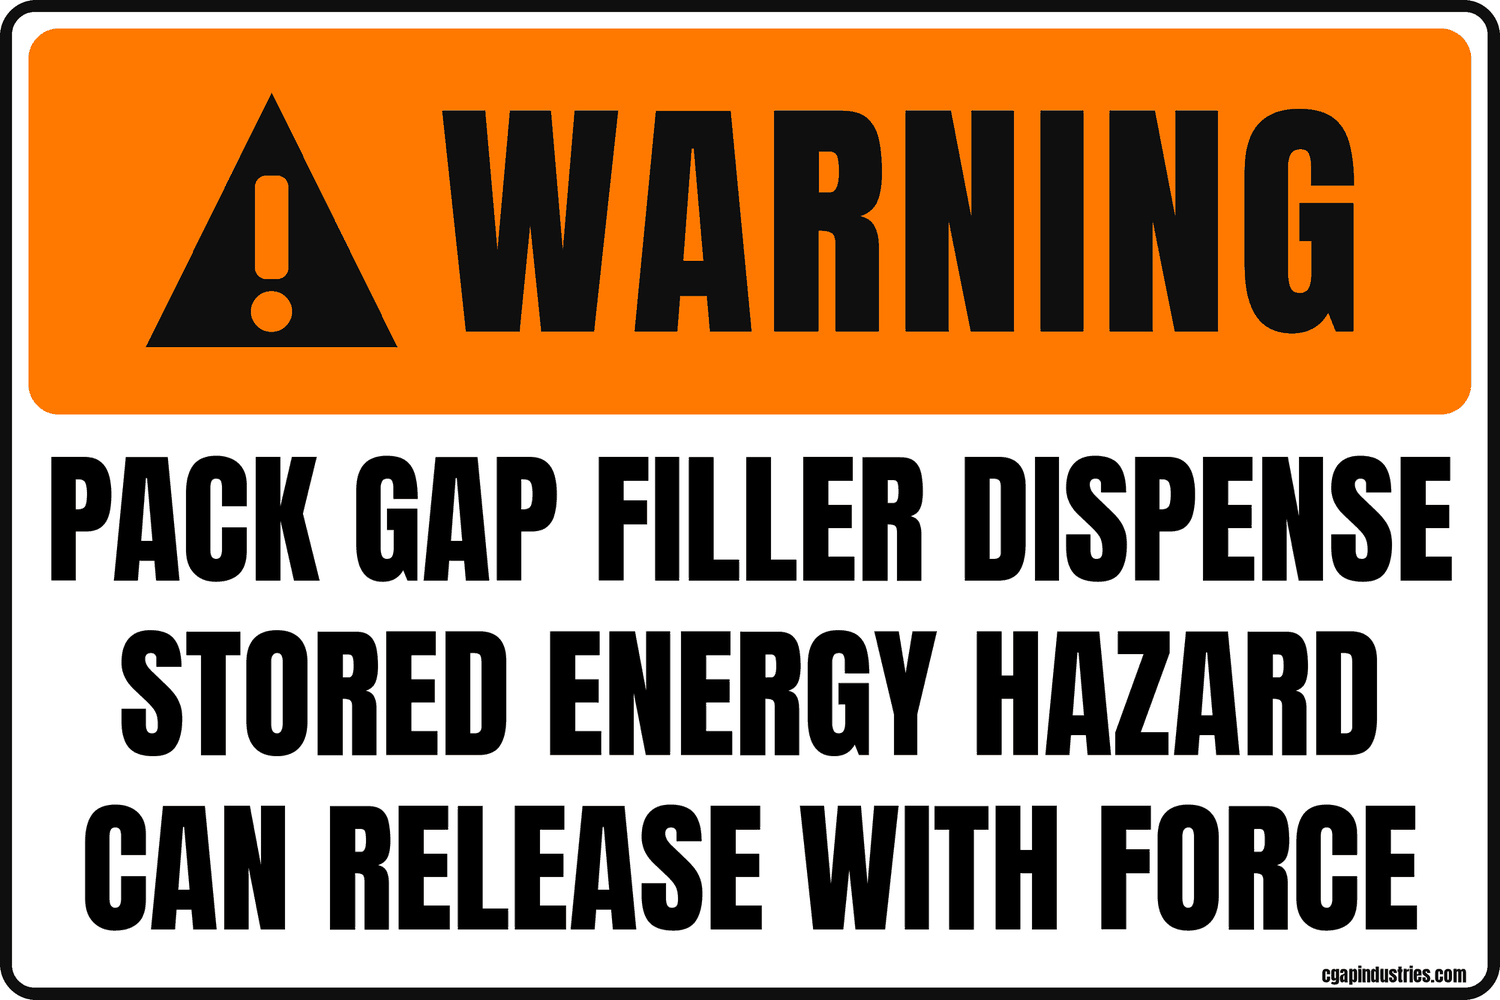 WARNING
PACK GAP FILLER DISPENSE
STORED ENERGY HAZARD
CAN RELEASE WITH FORCE
cgapindustries.com